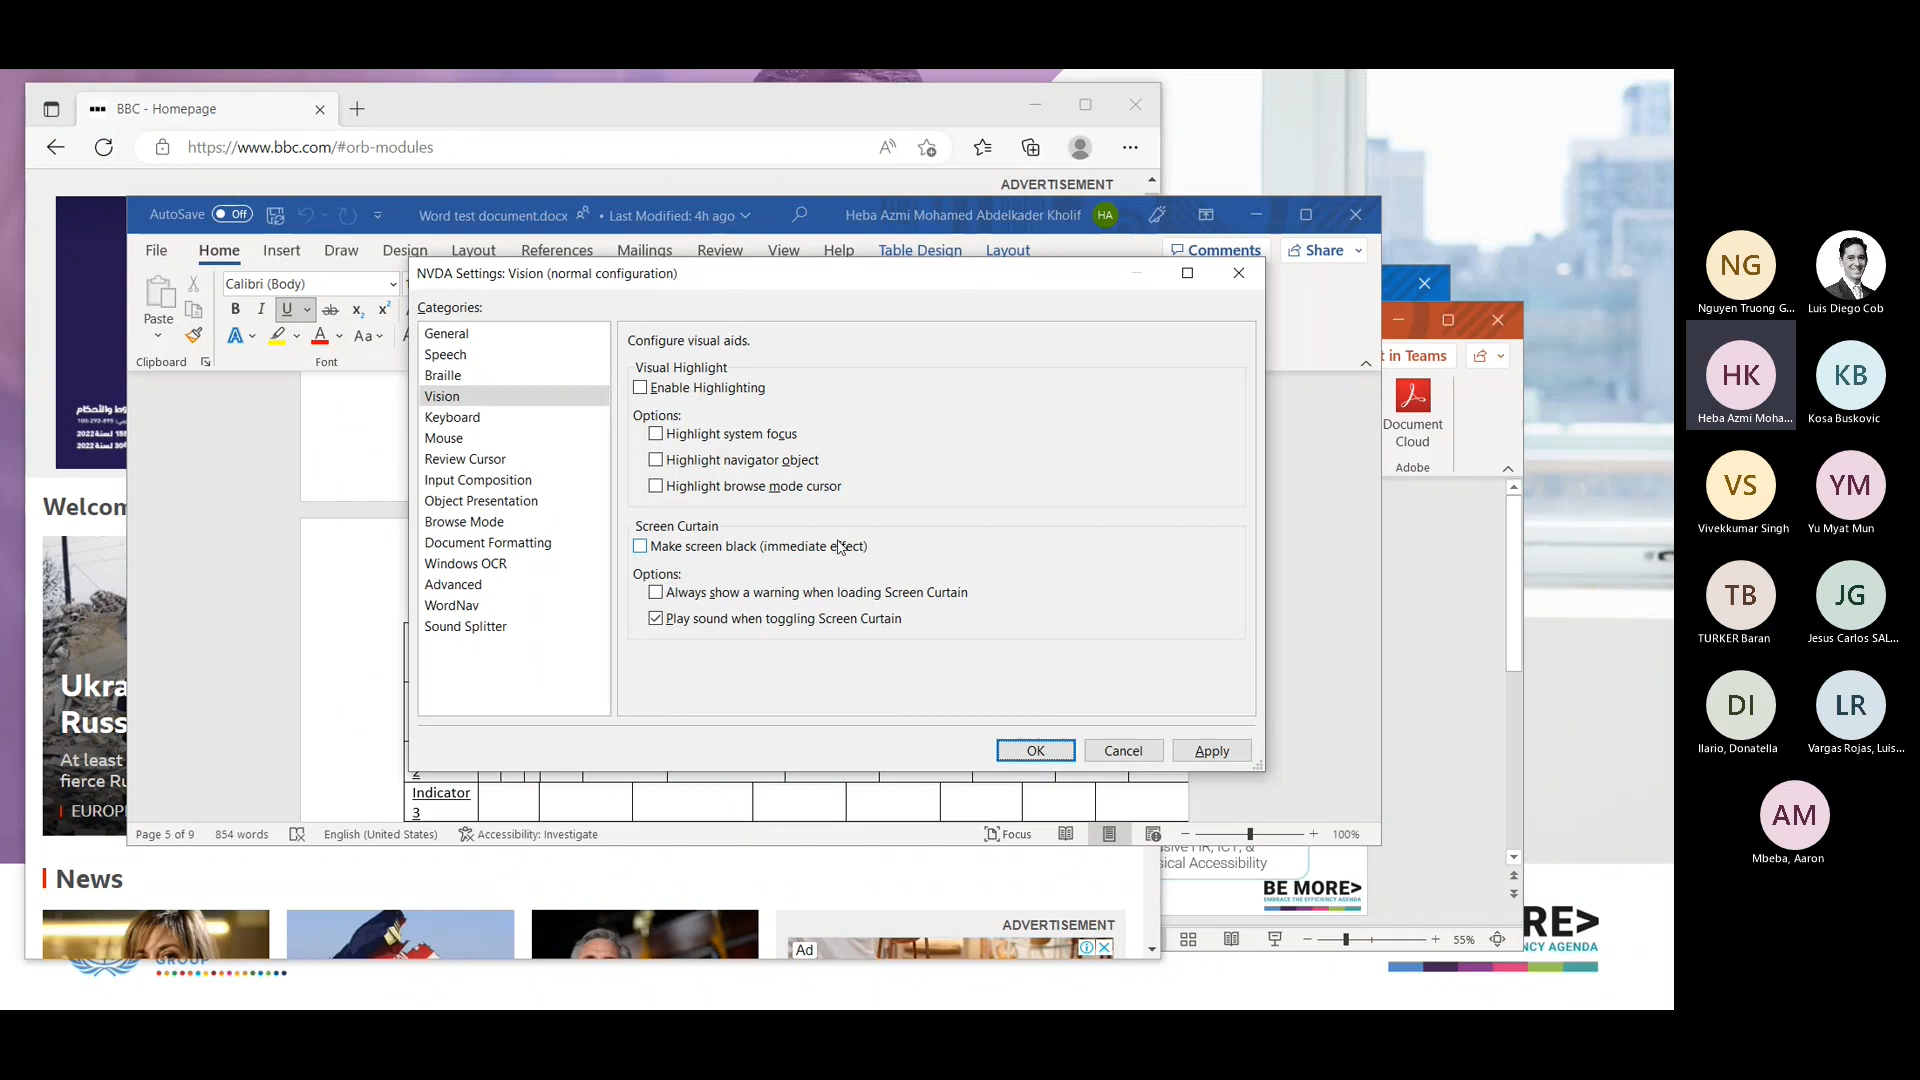 BBC - Homepage
https://www.bbc.com/#orb-modules
ADVERTISEMENT
AutoSave Off
Word test document.docx
• Last Modified: 4h ago
Heba Azmi Mohamed Abdelkader Kholif
HA
File Home Insert Draw Design Layout References Mailings Review View Help Table Design Layout
Comments
Share
Paste
Clipboard
Calibri (Body)
Font
NVDA Settings: Vision (normal configuration)
Categories:
General
Speech
Braille
Vision
Keyboard
Mouse
Review Cursor
Input Composition
Object Presentation
Browse Mode
Document Formatting
Windows OCR
Advanced
WordNav
Sound Splitter
Configure visual aids.
Visual Highlight
Enable Highlighting
Options:
Highlight system focus
Highlight navigator object
Highlight browse mode cursor
Screen Curtain
Make screen black (immediate effect)
Options:
Always show a warning when loading Screen Curtain
Play sound when toggling Screen Curtain
OK
Cancel
Apply
t in Teams
Document
Cloud
Adobe
2022
2022
Welcom
Ukra
Russ
At least
fierce Ru
EUROP
2
Indicator
3
Page 5 of 9
854 words
English (United States)
Accessibility: Investigate
Focus
100%
sical Accessibility
BE MORE>
EMBRACE THE EFFICIENCY AGENDA
News
ADVERTISEMENT
Ad
GROUP
55%
RE>
NCY AGENDA
NG
Nguyen Truong G...
Luis Diego Cob
HK
Heba Azmi Moha...
KB
Kosa Buskovic
VS
Vivekkumar Singh
YM
Yu Myat Mun
TB
TURKER Baran
JG
Jesus Carlos SAL...
DI
Ilario, Donatella
LR
Vargas Rojas, Luis...
AM
Mbeba, Aaron